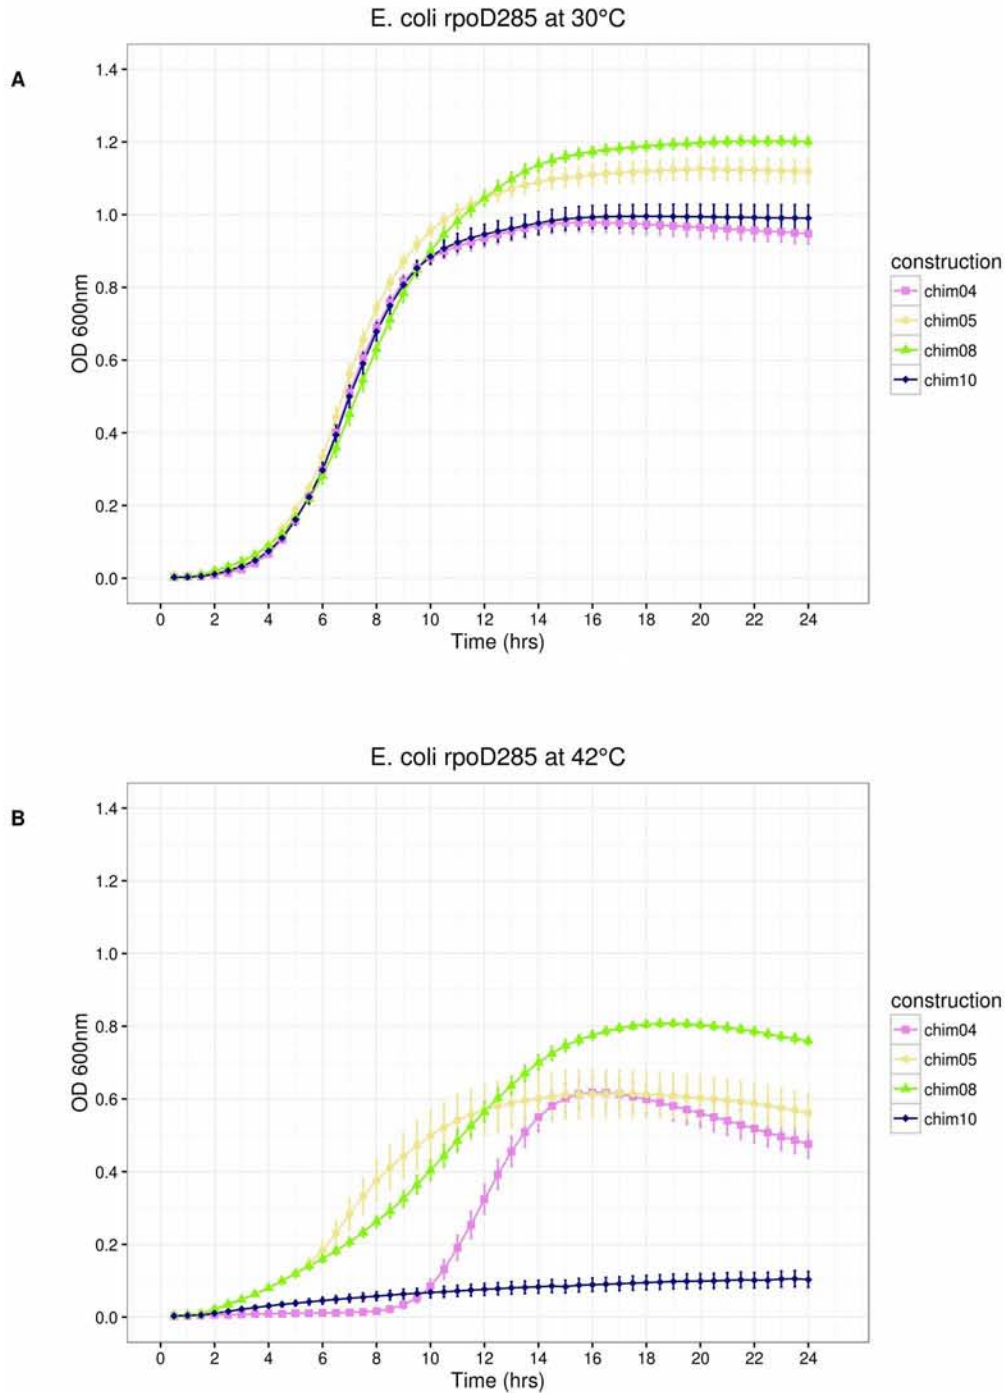 E. coli rpoD285 at 30°C
A
1.4
1.2
1.0
0.8
0.6
0.4
0.2
0.0
OD 600nm
0 2 4 6 8 10 12 14 16 18 20 22 24
Time (hrs)
construction
chim04
chim05
chim08
chim10
E. coli rpoD285 at 42°C
B
1.4
1.2
1.0
0.8
0.6
0.4
0.2
0.0
OD 600nm
0 2 4 6 8 10 12 14 16 18 20 22 24
Time (hrs)
construction
chim04
chim05
chim08
chim10